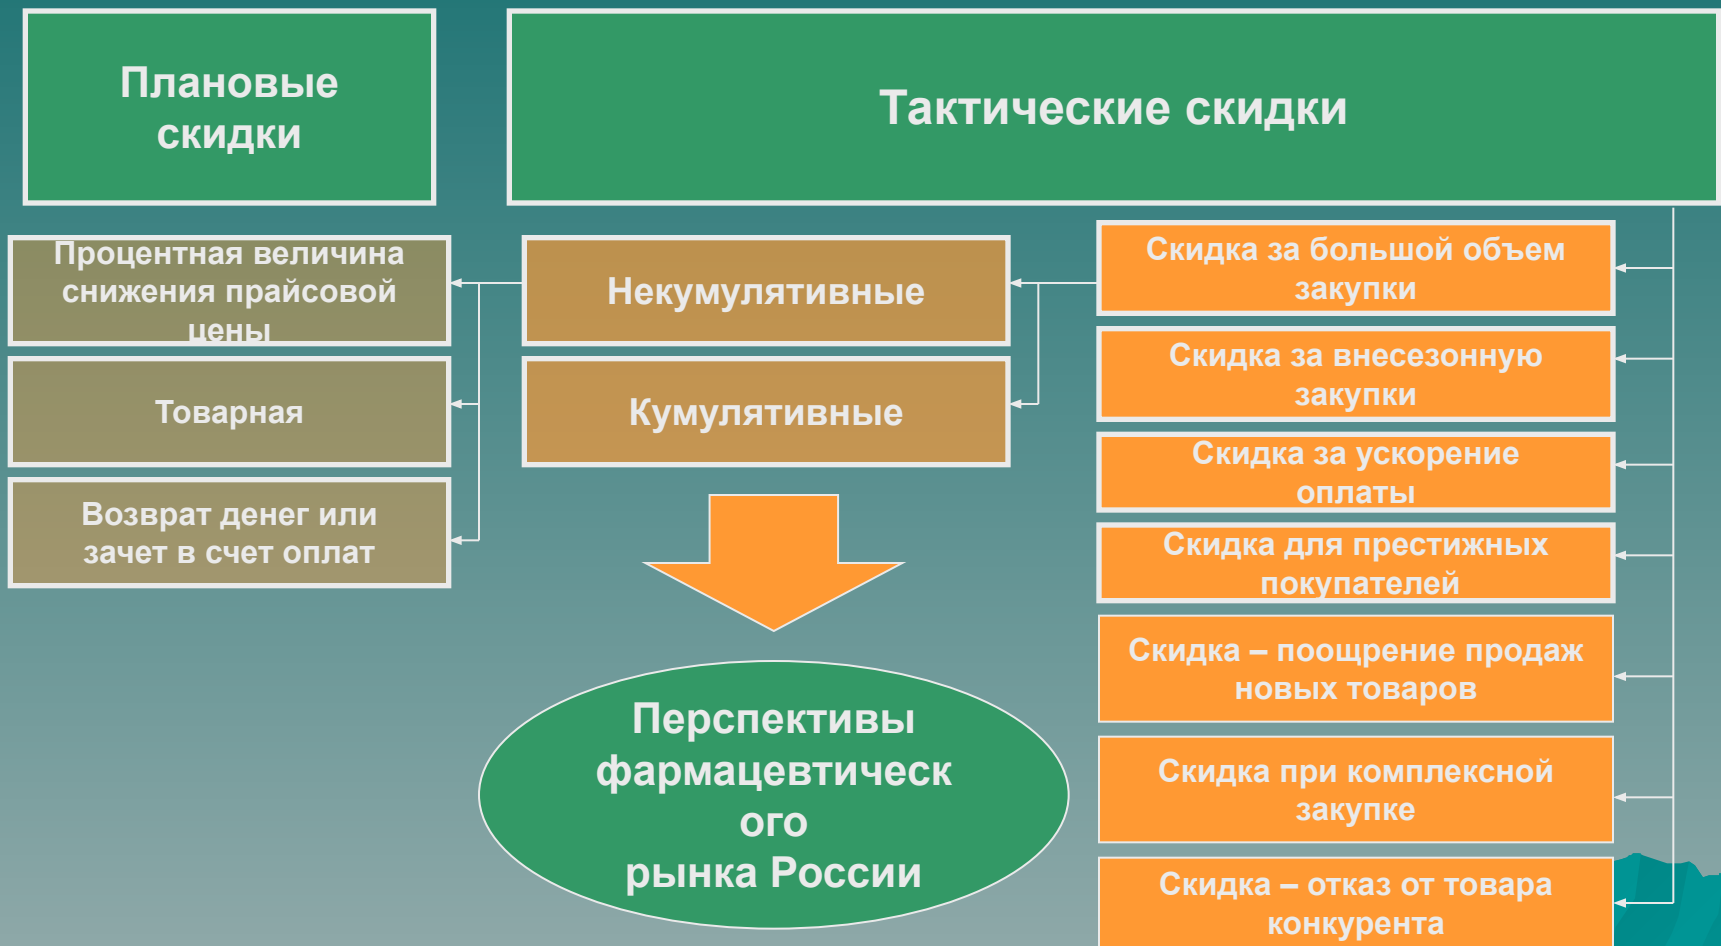 Плановые
скидки
Тактические скидки
Процентная величина
снижения прайсовой
цены
Товарная
Возврат денег или
зачет в счет оплат
Некумулятивные
Кумулятивные
Перспективы
фармацевтическ
ого
рынка России
Скидка за большой объем
закупки
Скидка за внесезонную
закупки
Скидка за ускорение
оплаты
Скидка для престижных
покупателей
Скидка – поощрение продаж
новых товаров
Скидка при комплексной
закупке
Скидка – отказ от товара
конкурента